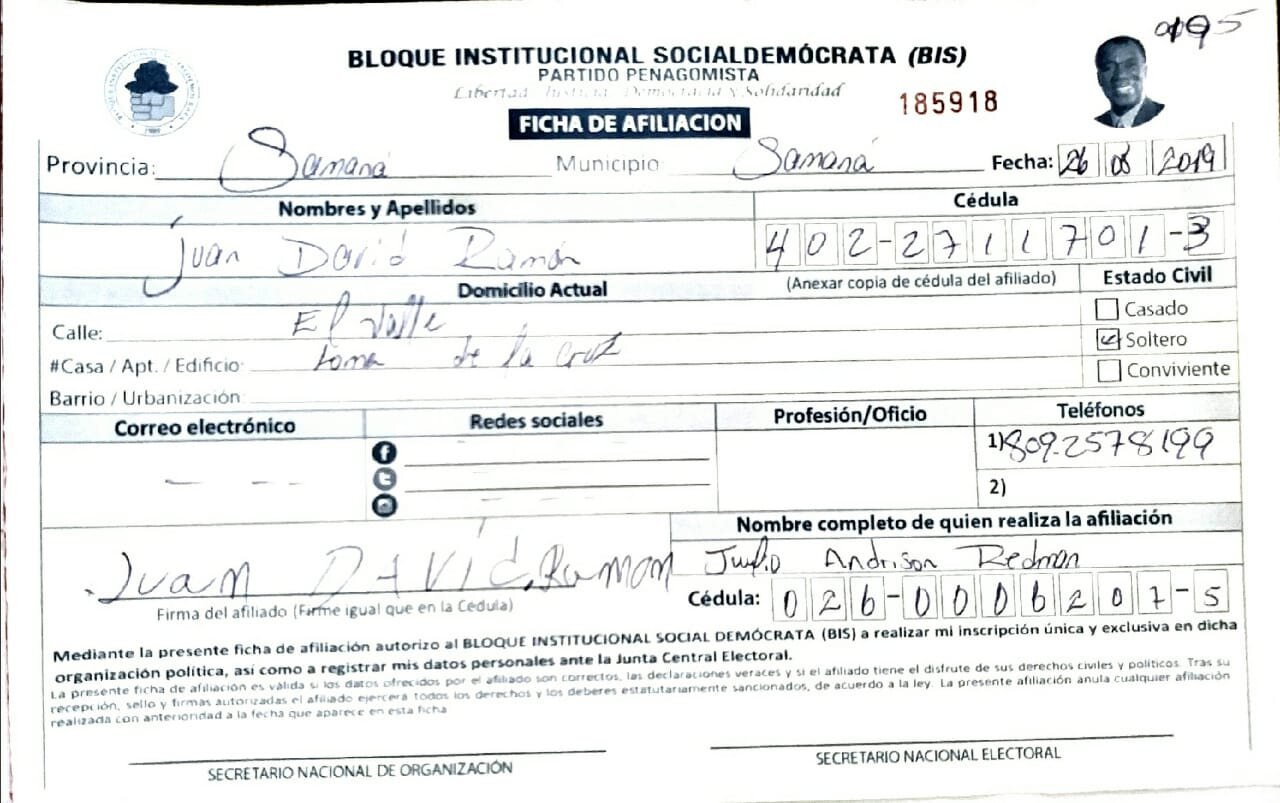 0195
BLOQUE INSTITUCIONAL SOCIALDEMÓCRATA (BIS)
PARTIDO PENAGOMISTA
Libertad, Justicia, Democracia y Solidaridad
185918
FICHA DE AFILIACION
Provincia: Samaná Municipio Samaná Fecha: 26 08 2019
Nombres y Apellidos Cédula
Juan David Ramón 402-2711701-3
Domicilio Actual (Anexar copia de cédula del afiliado) Estado Civil
Calle: El Valle Casado
#Casa / Apt. / Edificio: Loma de la Cruz Soltero
Barrio / Urbanización: Conviviente
Correo electrónico Redes sociales Profesión/Oficio Teléfonos
1) 809-2578199
2)
Nombre completo de quien realiza la afiliación
Juan DAVID Ramon Julio Andrison Redman
Firma del afiliado (Firme igual que en la Cedula) Cédula: 026-0006207-5
Mediante la presente ficha de afiliación autorizo al BLOQUE INSTITUCIONAL SOCIAL DEMÓCRATA (BIS) a realizar mi inscripción única y exclusiva en dicha
organización política, así como a registrar mis datos personales ante la Junta Central Electoral.
La presente ficha de afiliación es válida si los datos ofrecidos por el afiliado son correctos, las declaraciones veraces y si el afiliado tiene el disfrute de sus derechos civiles y políticos. Tras su
recepción, sello y firmas autorizadas el afiliado ejercerá todos los derechos y los deberes estatutariamente sancionados, de acuerdo a la ley. La presente afiliación anula cualquier afiliación
realizada con anterioridad a la fecha que aparece en esta ficha
SECRETARIO NACIONAL DE ORGANIZACIÓN SECRETARIO NACIONAL ELECTORAL